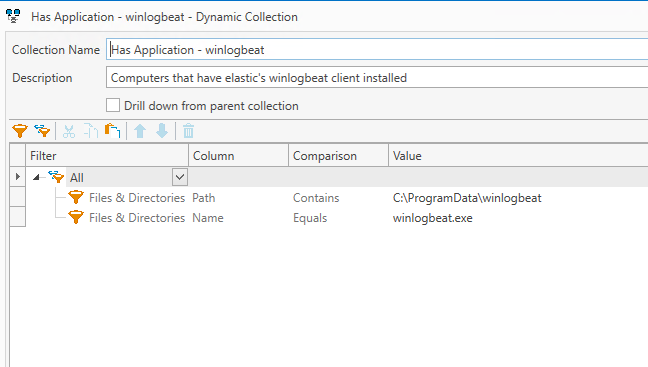 Has Application - winlogbeat - Dynamic Collection
Collection Name Has Application - winlogbeat
Description Computers that have elastic's winlogbeat client installed
Drill down from parent collection
Filter Column Comparison Value
All
Files & Directories Path Contains C:\ProgramData\winlogbeat
Files & Directories Name Equals winlogbeat.exe